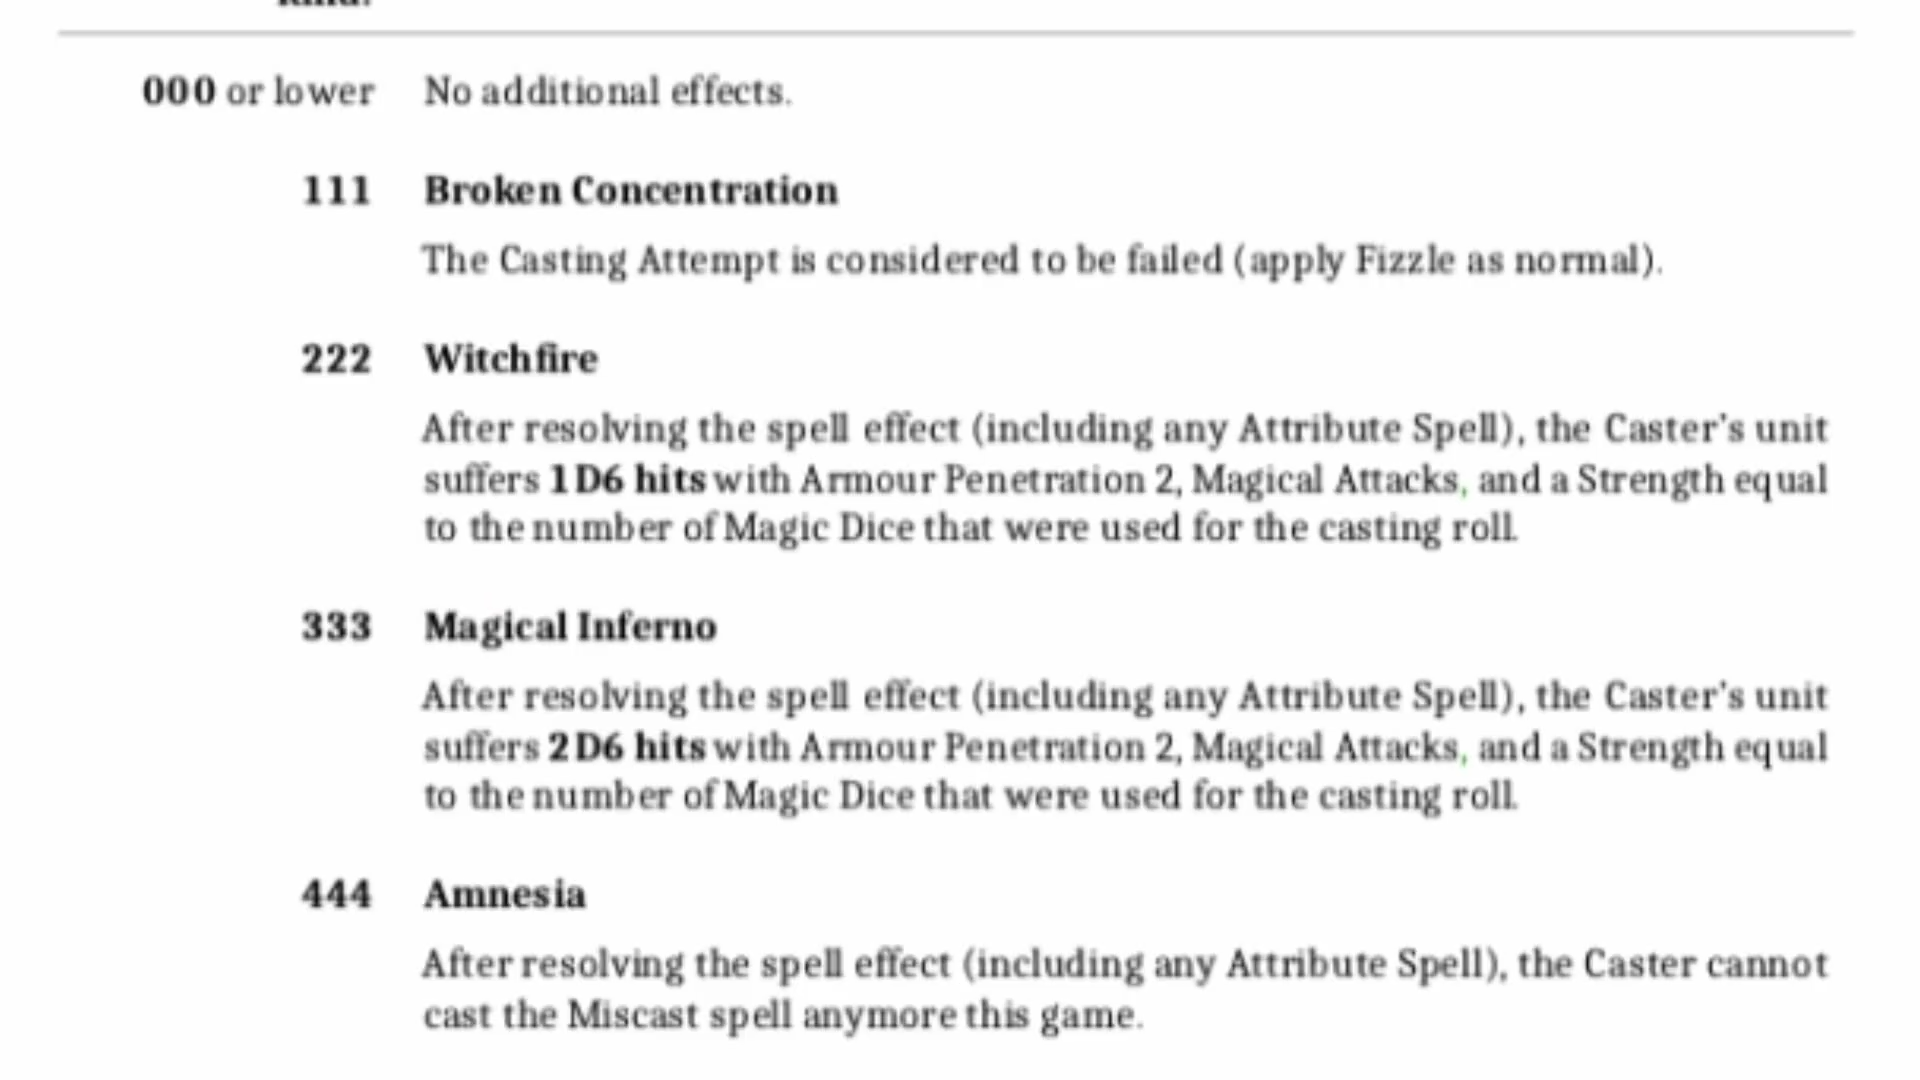 000 or lower No additional effects.
111 Broken Concentration
The Casting Attempt is considered to be failed (apply Fizzle as normal).
222 Witchfire
After resolving the spell effect (including any Attribute Spell), the Caster's unit
suffers 1D6 hits with Armour Penetration 2, Magical Attacks, and a Strength equal
to the number of Magic Dice that were used for the casting roll.
333 Magical Inferno
After resolving the spell effect (including any Attribute Spell), the Caster's unit
suffers 2D6 hits with Armour Penetration 2, Magical Attacks, and a Strength equal
to the number of Magic Dice that were used for the casting roll.
444 Amnesia
After resolving the spell effect (including any Attribute Spell), the Caster cannot
cast the Miscast spell anymore this game.